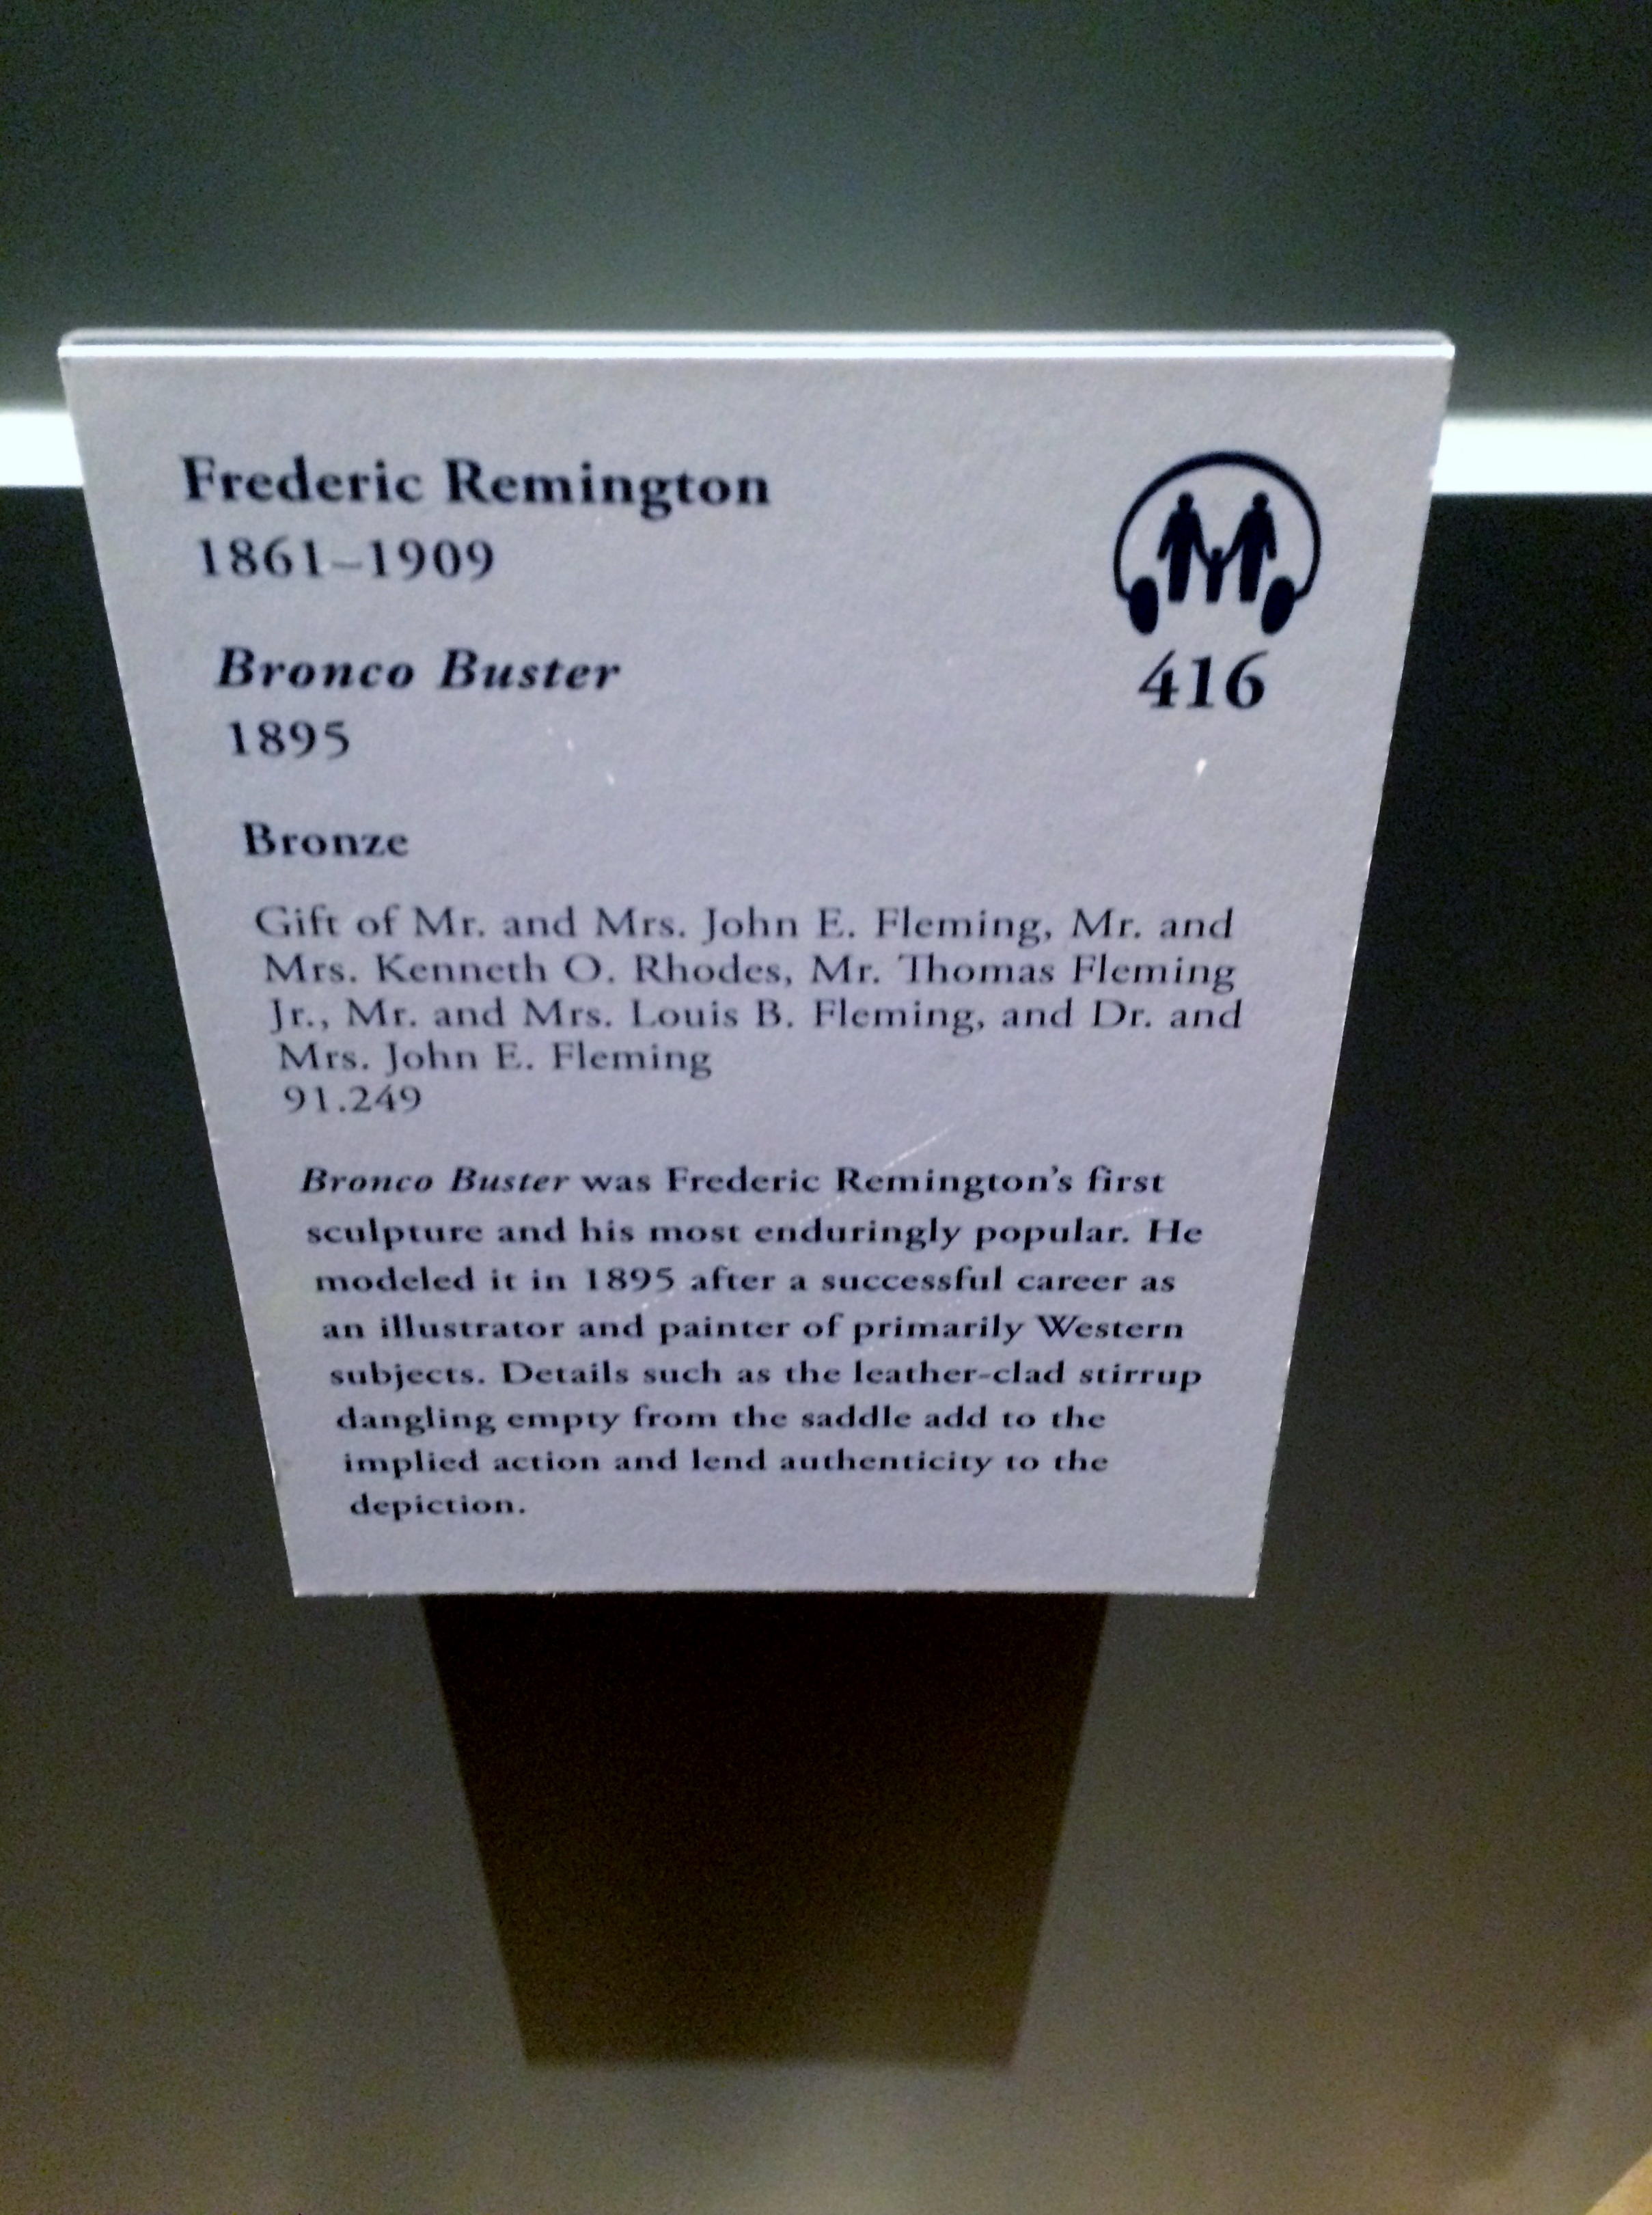 Frederic Remington
1861–1909
416
Bronco Buster
1895
Bronze
Gift of Mr. and Mrs. John E. Fleming, Mr. and
Mrs. Kenneth O. Rhodes, Mr. Thomas Fleming
Jr., Mr. and Mrs. Louis B. Fleming, and Dr. and
Mrs. John E. Fleming
91.249
Bronco Buster was Frederic Remington's first
sculpture and his most enduringly popular. He
modeled it in 1895 after a successful career as
an illustrator and painter of primarily Western
subjects. Details such as the leather-clad stirrup
dangling empty from the saddle add to the
implied action and lend authenticity to the
depiction.